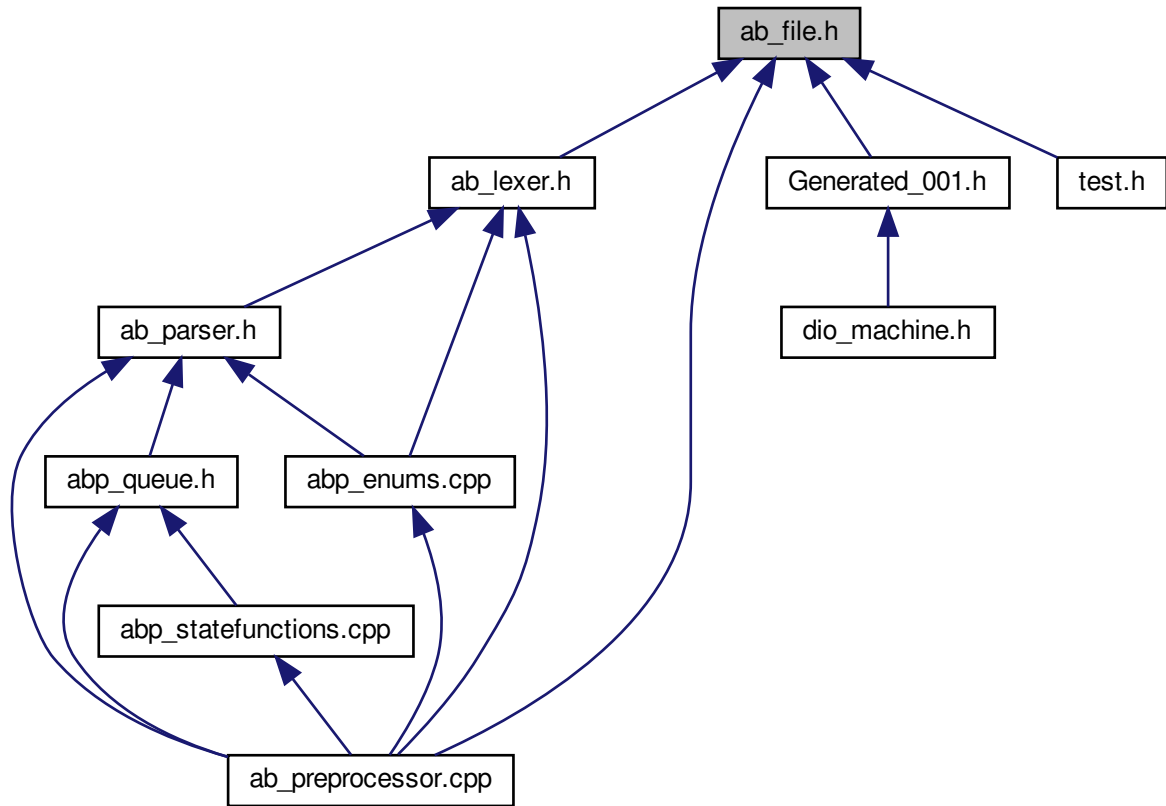 ab_file.h
ab_lexer.h
Generated_001.h
test.h
ab_parser.h
dio_machine.h
abp_queue.h
abp_enums.cpp
abp_statefunctions.cpp
ab_preprocessor.cpp